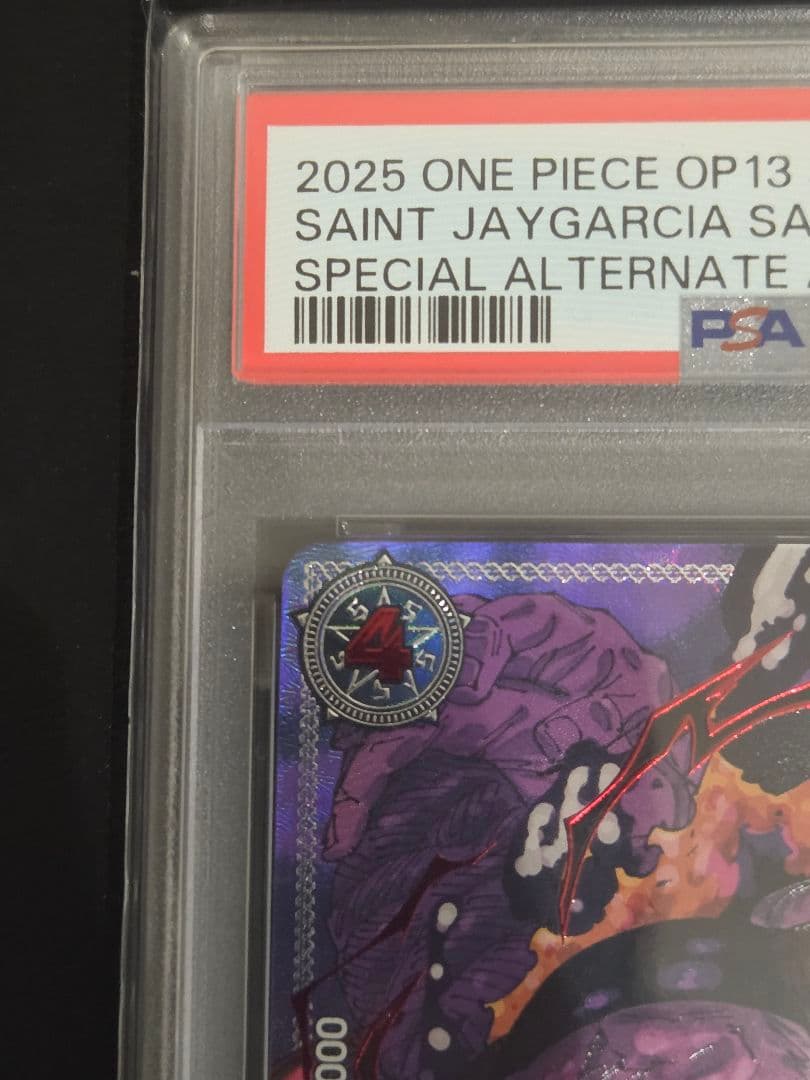 2025 ONE PIECE OP13
SAINT JAYGARCIA SA
SPECIAL ALTERNATE
PSA
4
000